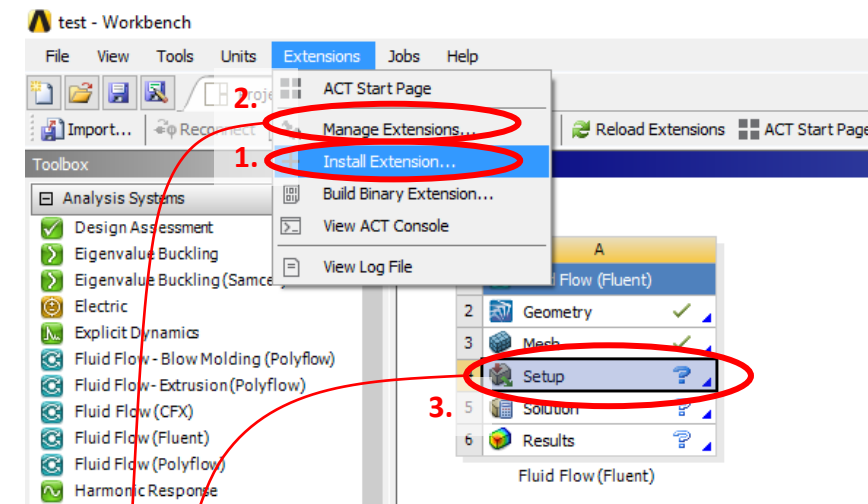 test - Workbench
File View Tools Units Extensions Jobs Help
ACT Start Page
2.
Manage Extensions...
Import... Reconnect Reload Extensions ACT Start Page
1.
Install Extension...
Toolbox
Analysis Systems
Build Binary Extension...
Design Assessment
View ACT Console
Eigenvalue Buckling
A
View Log File
Eigenvalue Buckling (Samce
Flow (Fluent)
Electric
2 Geometry
Explicit Dynamics
3 Mesh
Fluid Flow - Blow Molding (Polyflow)
Setup
Fluid Flow - Extrusion (Polyflow)
3.
5 Solution
Fluid Flow (CFX)
6 Results
Fluid Flow (Fluent)
Fluid Flow (Polyflow)
Fluid Flow (Fluent)
Harmonic Response